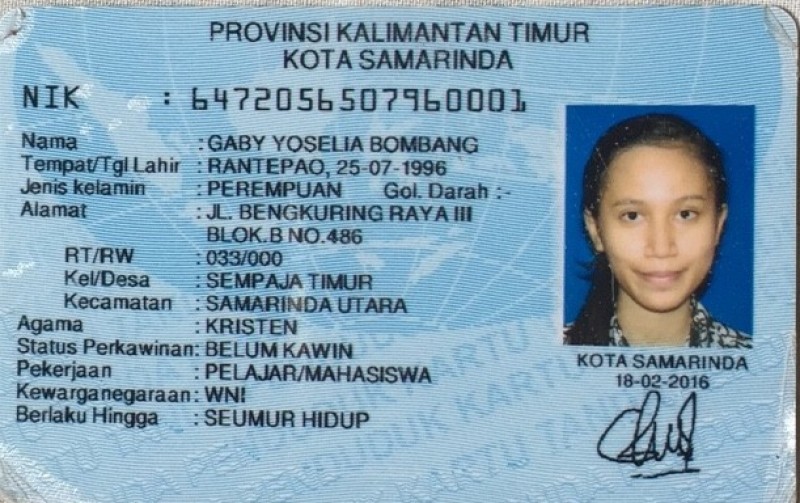 PROVINSI KALIMANTAN TIMUR
KOTA SAMARINDA
NIK : 6472056507960001
Nama : GABY YOSELIA BOMBANG
Tempat/Tgl Lahir : RANTEPAO, 25-07-1996
Jenis kelamin : PEREMPUAN Gol. Darah :-
Alamat : JL. BENGKURING RAYA III
BLOK.B NO.486
RT/RW : 033/000
Kel/Desa : SEMPAJA TIMUR
Kecamatan : SAMARINDA UTARA
Agama : KRISTEN
Status Perkawinan: BELUM KAWIN
Pekerjaan : PELAJAR/MAHASISWA
Kewarganegaraan: WNI
Berlaku Hingga : SEUMUR HIDUP
KOTA SAMARINDA
18-02-2016